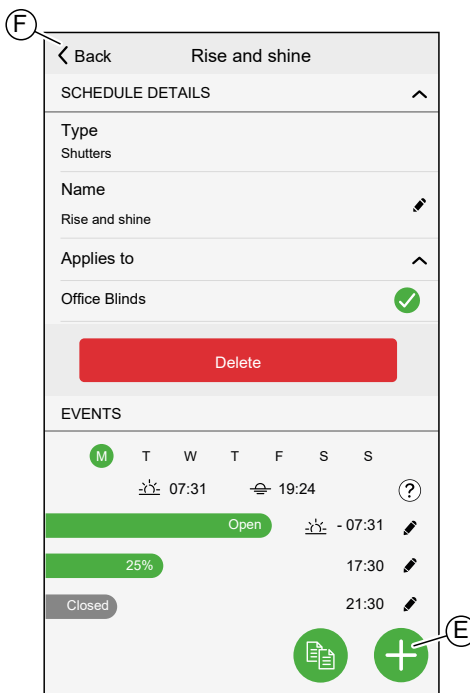 F
Back Rise and shine
SCHEDULE DETAILS
Type
Shutters
Name
Rise and shine
Applies to
Office Blinds
Delete
EVENTS
M T W T F S S
07:31 19:24 ?
Open - 07:31
25% 17:30
Closed 21:30
E